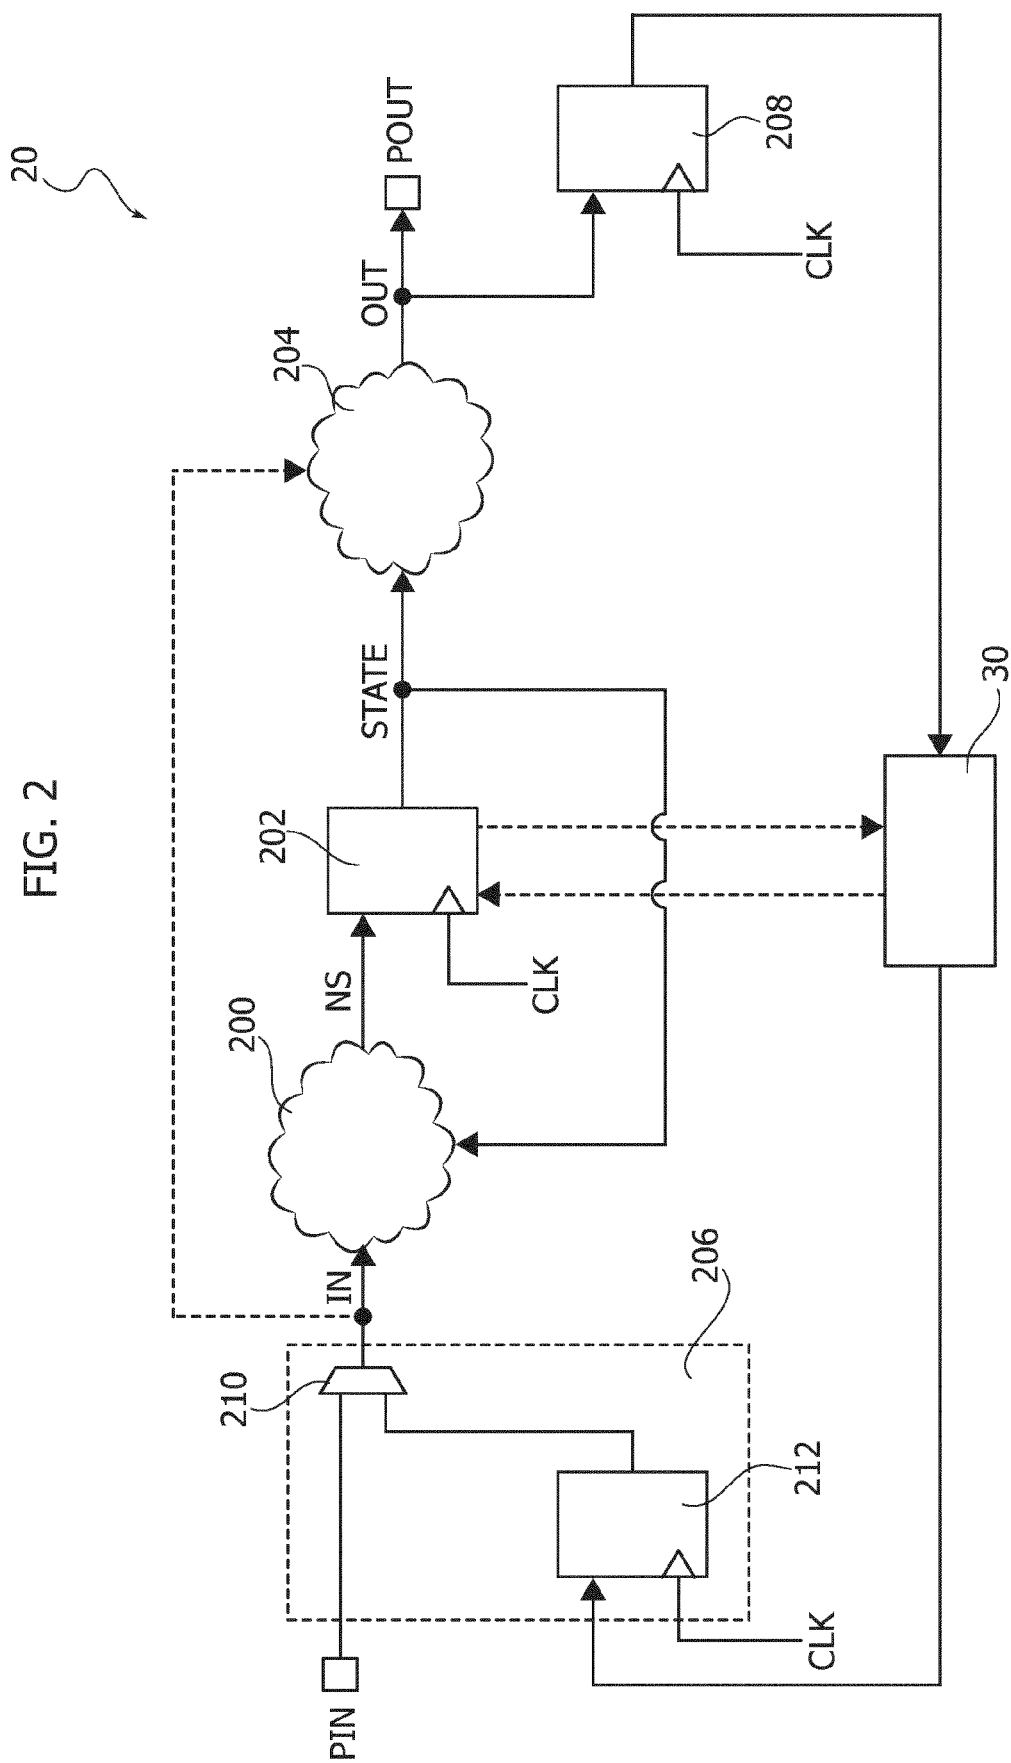 FIG. 2
20
204
OUT
POUT
STATE
202
200
NS
IN
210
PIN
CLK
206
212
CLK
208
CLK
30